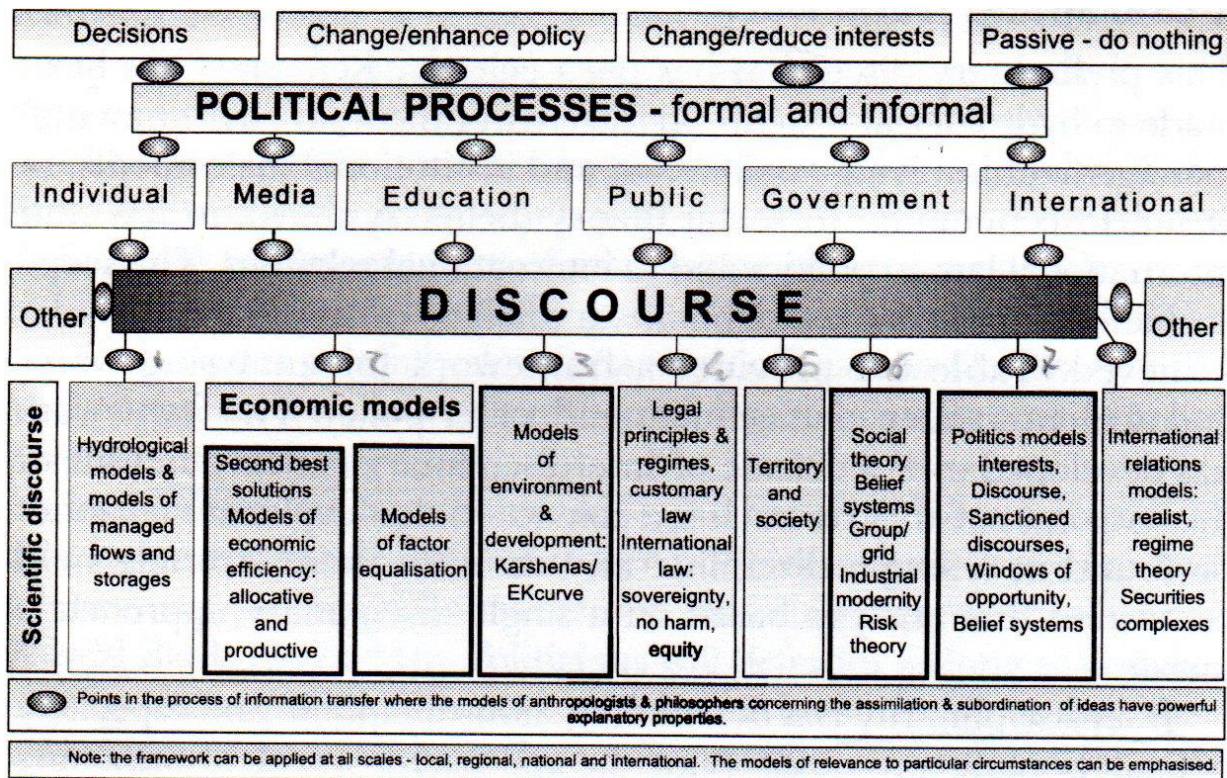 Decisions
Change/enhance policy
Change/reduce interests
Passive - do nothing
POLITICAL PROCESSES - formal and informal
Individual
Media
Education
Public
Government
International
Other
DISCOURSE
Other
1
2
3
4
5
6
7
Scientific discourse
Hydrological
models &
models of
managed
flows and
storages
Economic models
Second best
solutions
Models of
economic
efficiency:
allocative
and
productive
Models
of factor
equalisation
Models
of
environment
&
development:
Karshenas/
EKcurve
Legal
principles &
regimes,
customary
law
International
law:
sovereignty,
no harm,
equity
Territory
and
society
Social
theory
Belief
systems
Group/
grid
Industrial
modernity
Risk
theory
Politics models
interests,
Discourse,
Sanctioned
discourses,
Windows of
opportunity,
Belief systems
International
relations
models:
realist,
regime
theory
Securities
complexes
Points in the process of information transfer where the models of anthropologists & philosophers concerning the assimilation & subordination of ideas have powerful
explanatory properties.
Note: the framework can be applied at all scales - local, regional, national and international. The models of relevance to particular circumstances can be emphasised.